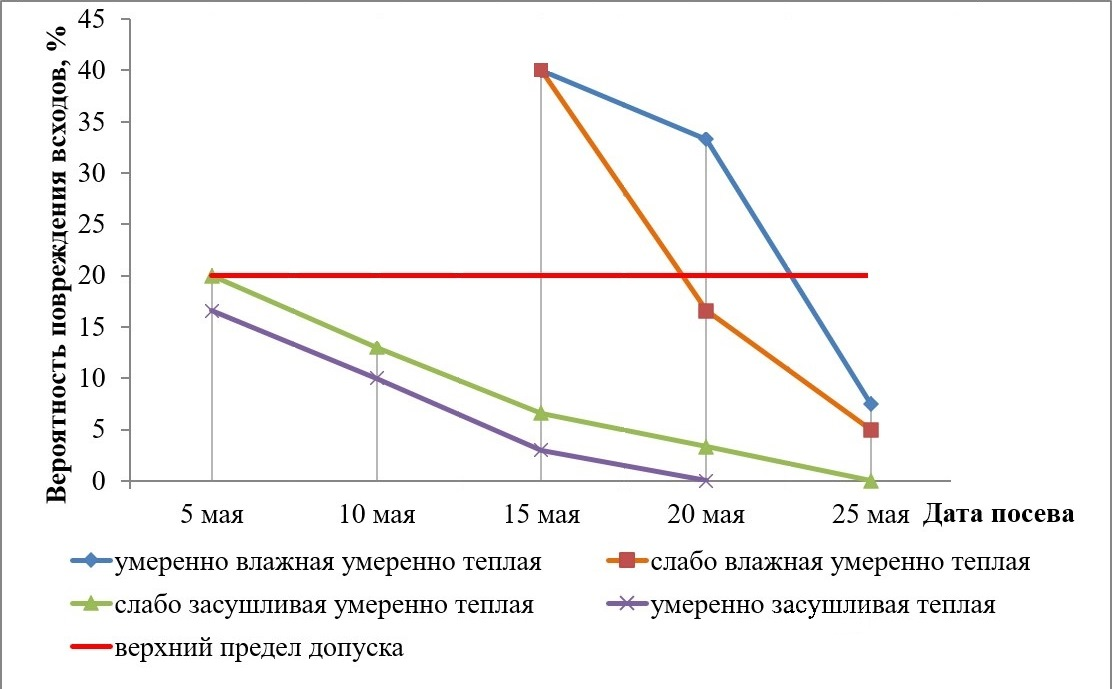 Вероятность повреждения всходов, %
45
40
35
30
25
20
15
10
5
0
5 мая 10 мая 15 мая 20 мая 25 мая Дата посева
умеренно влажная умеренно теплая слабо влажная умеренно теплая
слабо засушливая умеренно теплая умеренно засушливая теплая
верхний предел допуска